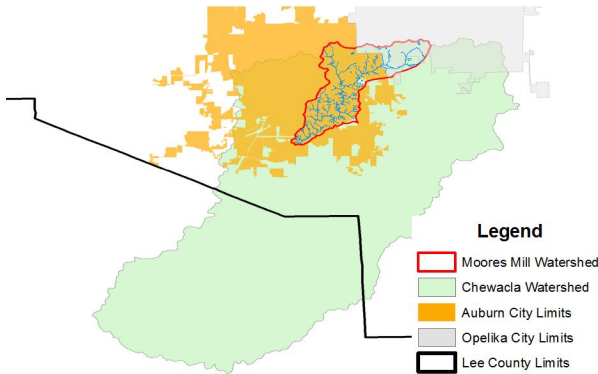 Legend
Moores Mill Watershed
Chewacla Watershed
Auburn City Limits
Opelika City Limits
Lee County Limits